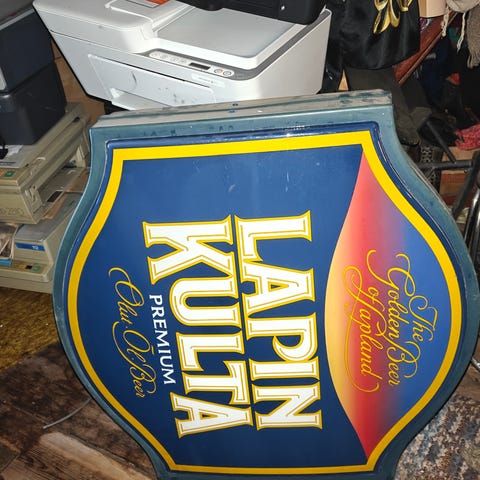 The
Golden Beer
of Lapland
LAPIN
KULTA
PREMIUM
Olut Öl Beer